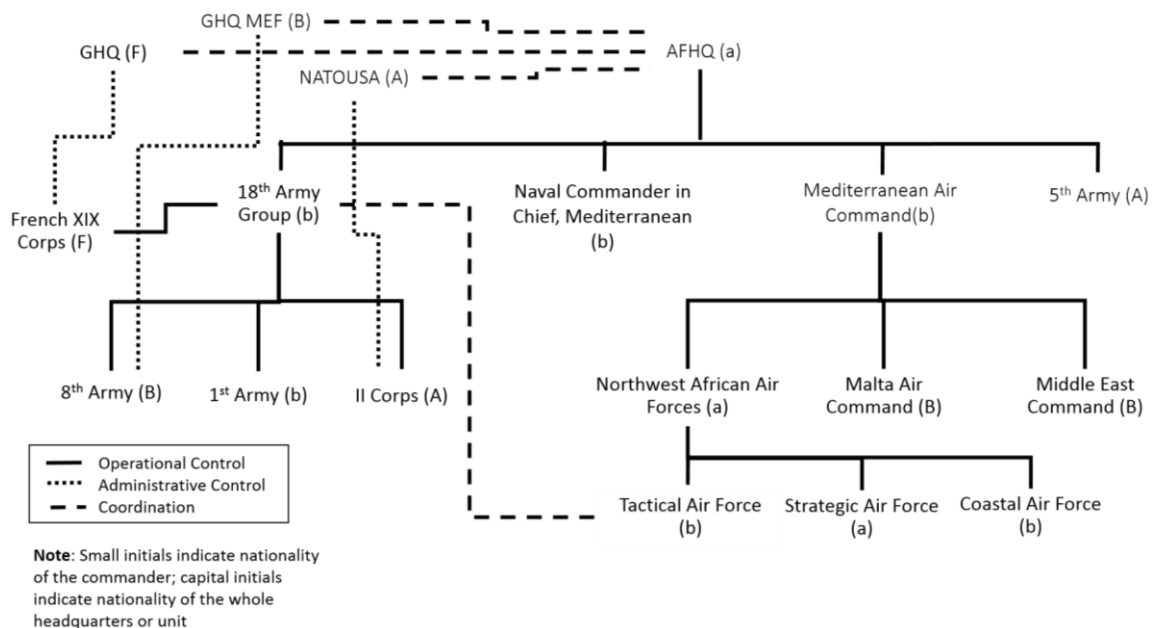 GHQ MEF (B)
GHQ (F)
AFHQ (a)
NATOUSA (A)
18th Army
Group (b)
Naval Commander in
Chief, Mediterranean
(b)
Mediterranean Air
Command(b)
5th Army (A)
French XIX
Corps (F)
8th Army (B)
1st Army (b)
II Corps (A)
Northwest African Air
Forces (a)
Malta Air
Command (B)
Middle East
Command (B)
Tactical Air Force
(b)
Strategic Air Force
(a)
Coastal Air Force
(b)
Operational Control
Administrative Control
Coordination
Note: Small initials indicate nationality
of the commander; capital initials
indicate nationality of the whole
headquarters or unit